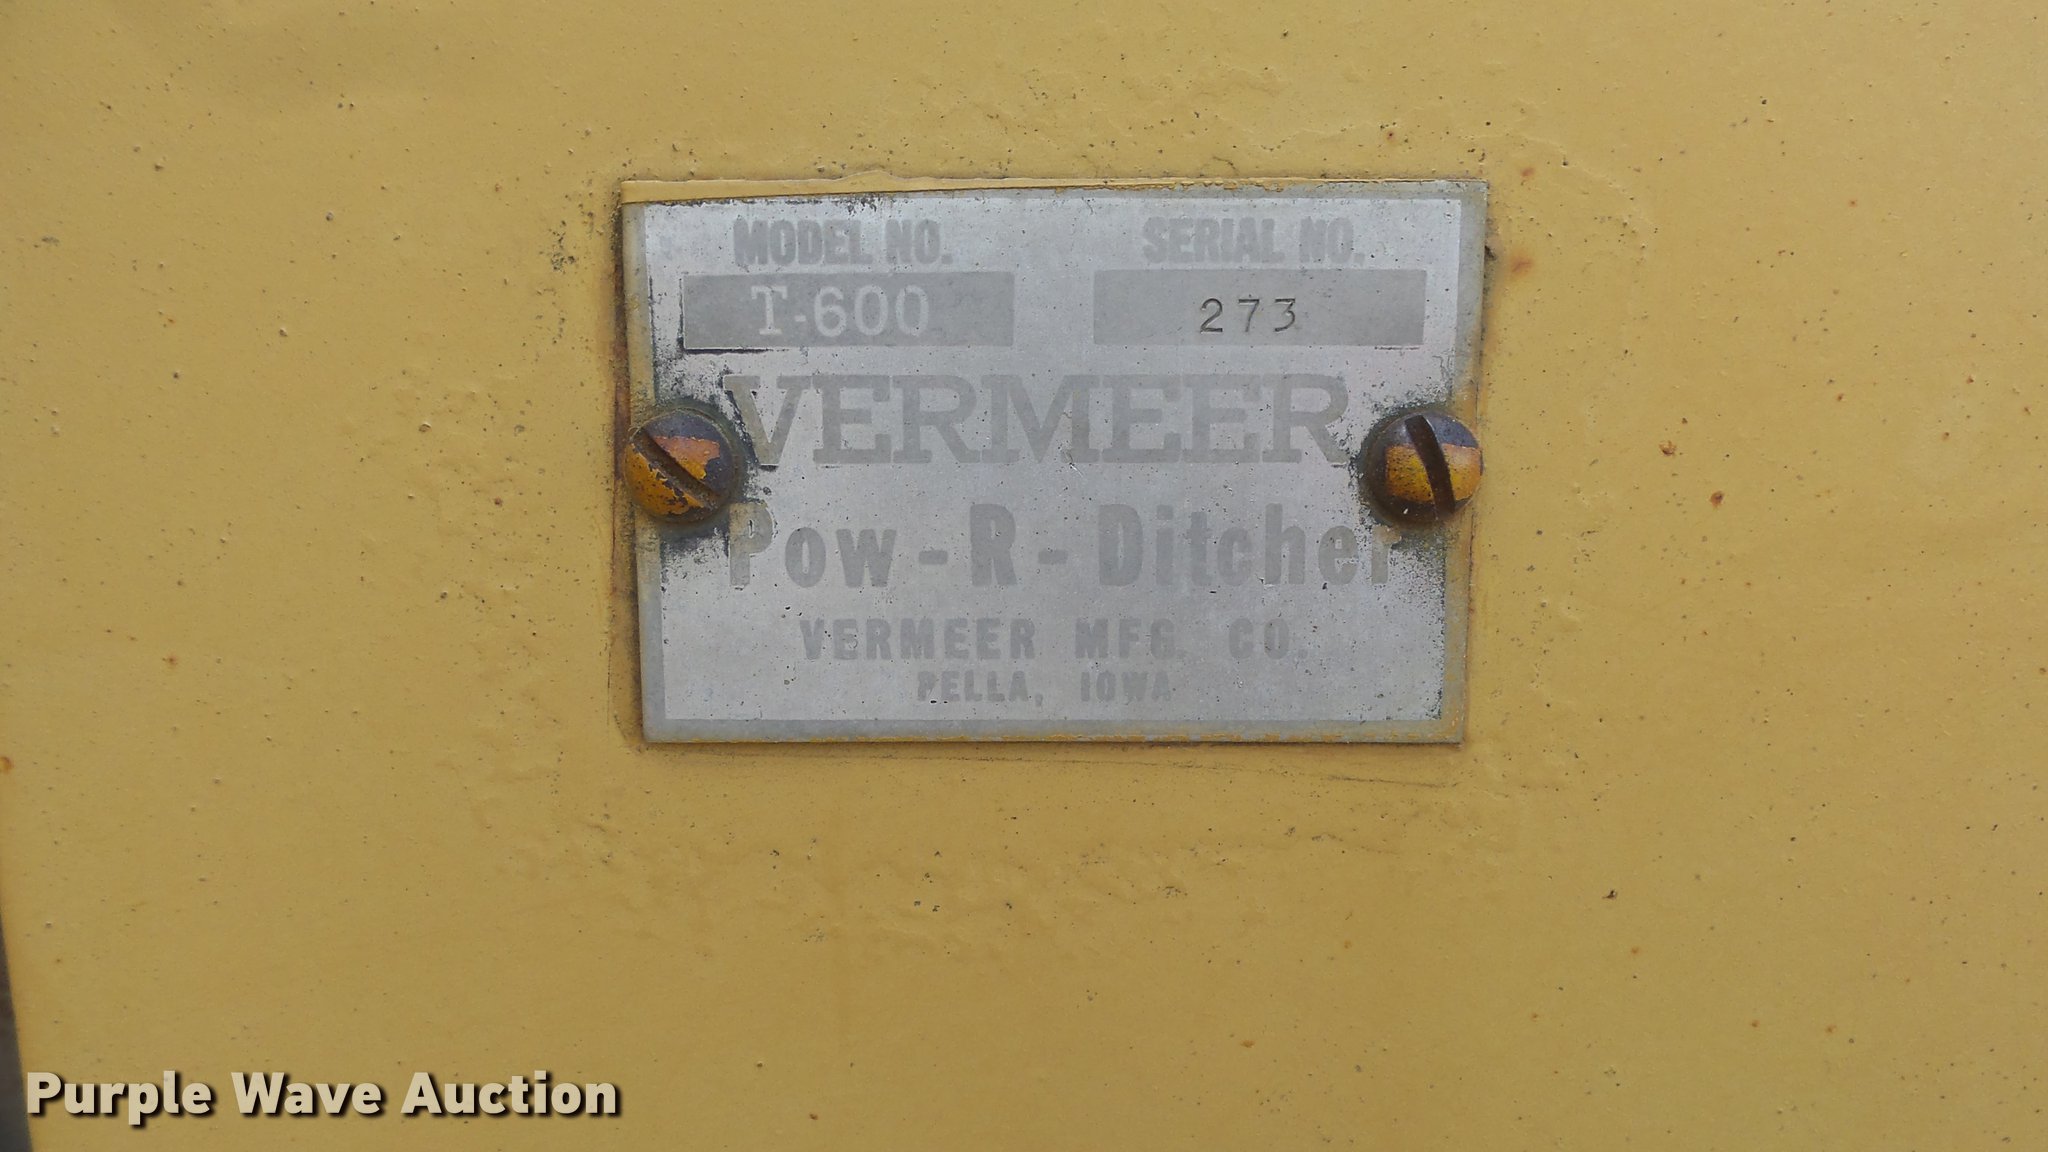 MODEL NO. SERIAL NO.
T-600 273
VERMEER
Pow-R-Ditcher
VERMEER MFG. CO.
PELLA, IOWA
Purple Wave Auction